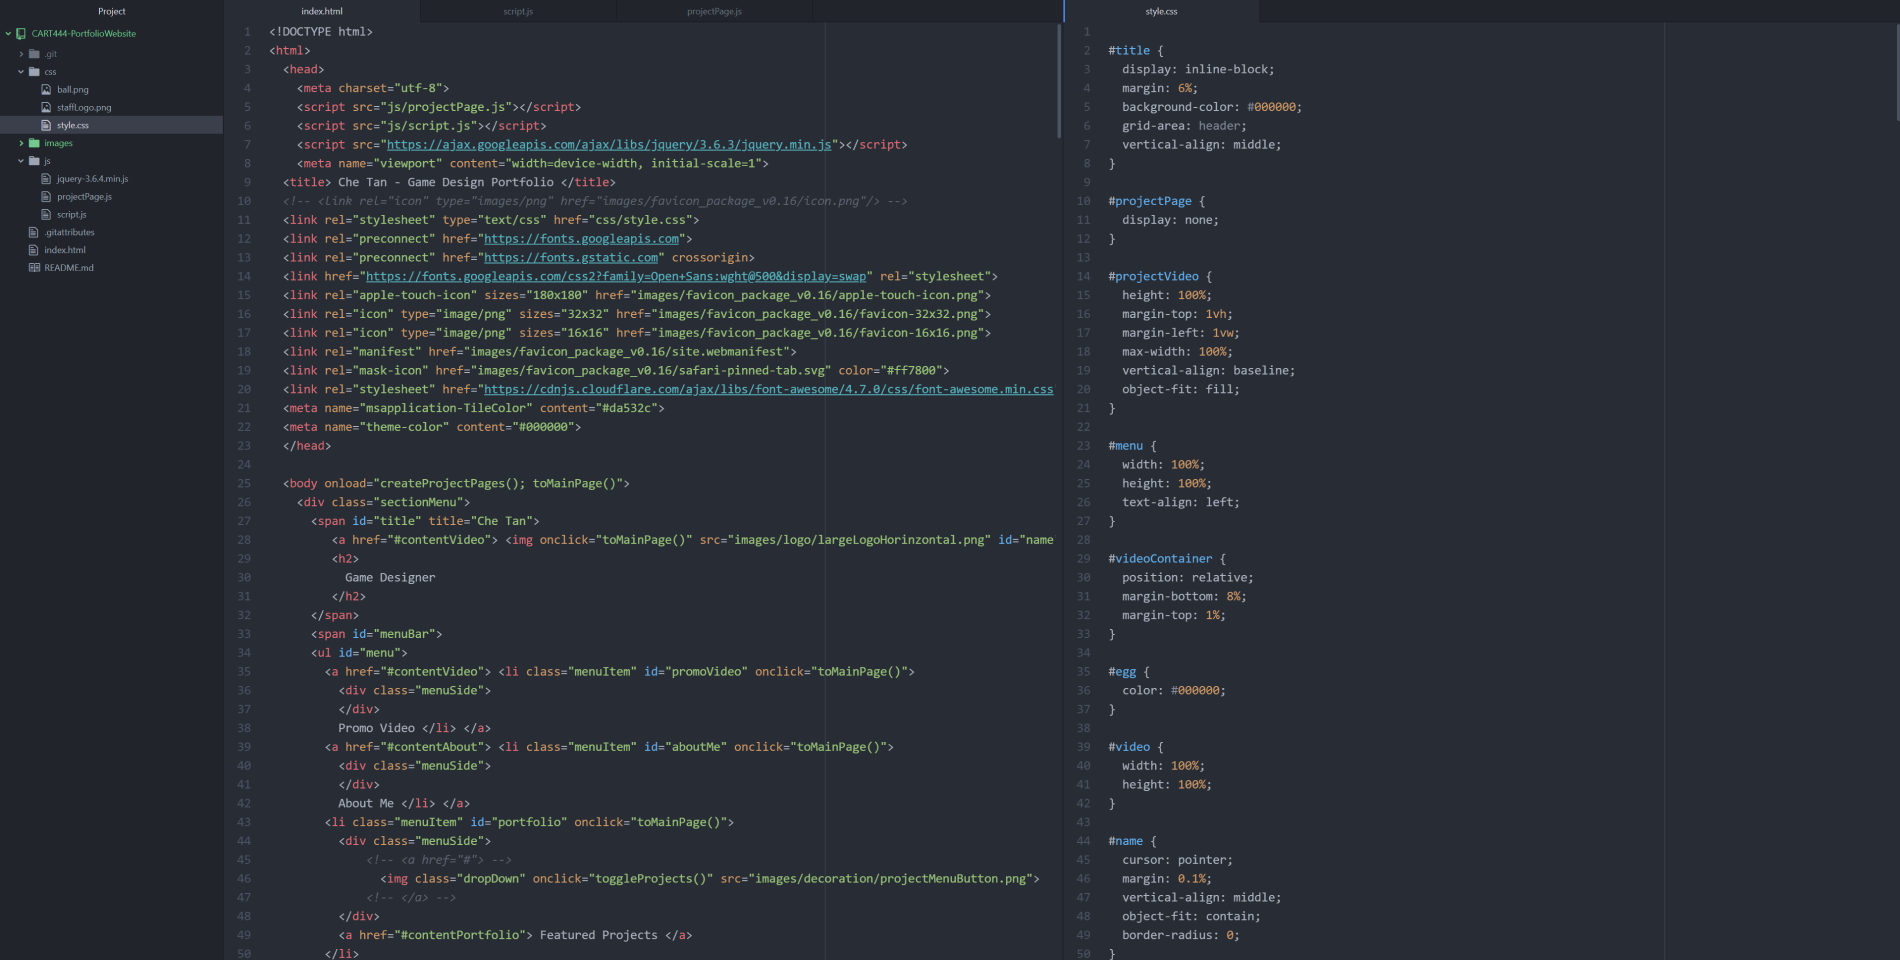 Project
CART444-PortfolioWebsite
.git
css
ball.png
staffLogo.png
style.css
images
js
jquery-3.6.4.min.js
projectPage.js
script.js
.gitattributes
index.html
README.md
index.html script.js projectPage.js
1 <!DOCTYPE html>
2 <html>
3 <head>
4 <meta charset="utf-8">
5 <script src="js/projectPage.js"></script>
6 <script src="js/script.js"></script>
7 <script src="https://ajax.googleapis.com/ajax/libs/jquery/3.6.3/jquery.min.js"></script>
8 <meta name="viewport" content="width=device-width, initial-scale=1">
9 <title> Che Tan - Game Design Portfolio </title>
10 <!-- <link rel="icon" type="images/png" href="images/favicon_package_v0.16/icon.png"/> -->
11 <link rel="stylesheet" type="text/css" href="css/style.css">
12 <link rel="preconnect" href="https://fonts.googleapis.com">
13 <link rel="preconnect" href="https://fonts.gstatic.com" crossorigin>
14 <link href="https://fonts.googleapis.com/css2?family=Open+Sans:wght@500&display=swap" rel="stylesheet">
15 <link rel="apple-touch-icon" sizes="180x180" href="images/favicon_package_v0.16/apple-touch-icon.png">
16 <link rel="icon" type="image/png" sizes="32x32" href="images/favicon_package_v0.16/favicon-32x32.png">
17 <link rel="icon" type="image/png" sizes="16x16" href="images/favicon_package_v0.16/favicon-16x16.png">
18 <link rel="manifest" href="images/favicon_package_v0.16/site.webmanifest">
19 <link rel="mask-icon" href="images/favicon_package_v0.16/safari-pinned-tab.svg" color="#ff7800">
20 <link rel="stylesheet" href="https://cdnjs.cloudflare.com/ajax/libs/font-awesome/4.7.0/css/font-awesome.min.css
21 <meta name="msapplication-TileColor" content="#da532c">
22 <meta name="theme-color" content="#000000">
23 </head>
24
25 <body onload="createProjectPages(); toMainPage()">
26 <div class="sectionMenu">
27 <span id="title" title="Che Tan">
28 <a href="#contentVideo"> <img onclick="toMainPage()" src="images/logo/largeLogoHorinzontal.png" id="name
29 <h2>
30 Game Designer
31 </h2>
32 </span>
33 <span id="menuBar">
34 <ul id="menu">
35 <a href="#contentVideo"> <li class="menuItem" id="promoVideo" onclick="toMainPage()">
36 <div class="menuSide">
37 </div>
38 Promo Video </li> </a>
39 <a href="#contentAbout"> <li class="menuItem" id="aboutMe" onclick="toMainPage()">
40 <div class="menuSide">
41 </div>
42 About Me </li> </a>
43 <li class="menuItem" id="portfolio" onclick="toMainPage()">
44 <div class="menuSide">
45 <!-- <a href="#"> -->
46 <img class="dropDown" onclick="toggleProjects()" src="images/decoration/projectMenuButton.png">
47 <!-- </a> -->
48 </div>
49 <a href="#contentPortfolio"> Featured Projects </a>
50 </li>
style.css
1
2 #title {
3 display: inline-block;
4 margin: 6%;
5 background-color: #000000;
6 grid-area: header;
7 vertical-align: middle;
8 }
9
10 #projectPage {
11 display: none;
12 }
13
14 #projectVideo {
15 height: 100%;
16 margin-top: 1vh;
17 margin-left: 1vw;
18 max-width: 100%;
19 vertical-align: baseline;
20 object-fit: fill;
21 }
22
23 #menu {
24 width: 100%;
25 height: 100%;
26 text-align: left;
27 }
28
29 #videoContainer {
30 position: relative;
31 margin-bottom: 8%;
32 margin-top: 1%;
33 }
34
35 #egg {
36 color: #000000;
37 }
38
39 #video {
40 width: 100%;
41 height: 100%;
42 }
43
44 #name {
45 cursor: pointer;
46 margin: 0.1%;
47 vertical-align: middle;
48 object-fit: contain;
49 border-radius: 0;
50 }